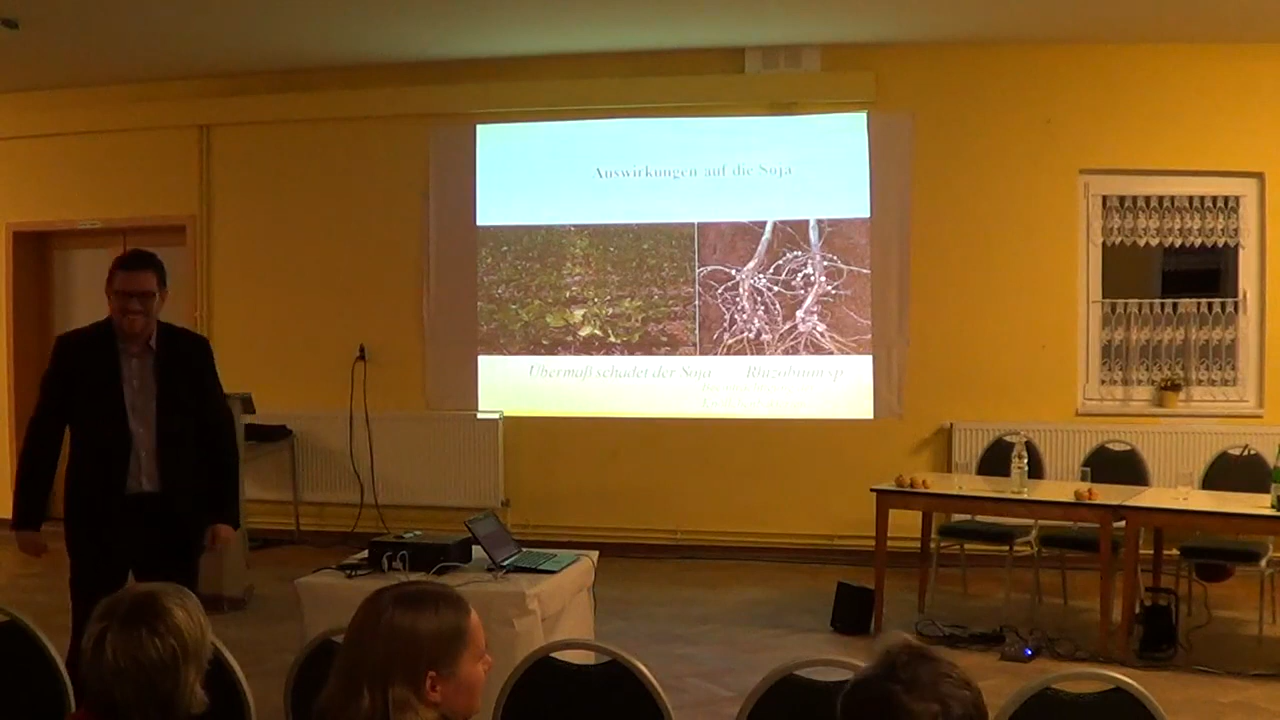 Auswirkungen auf die Soja
Übermaß schadet der Soja
Rhizobium sp